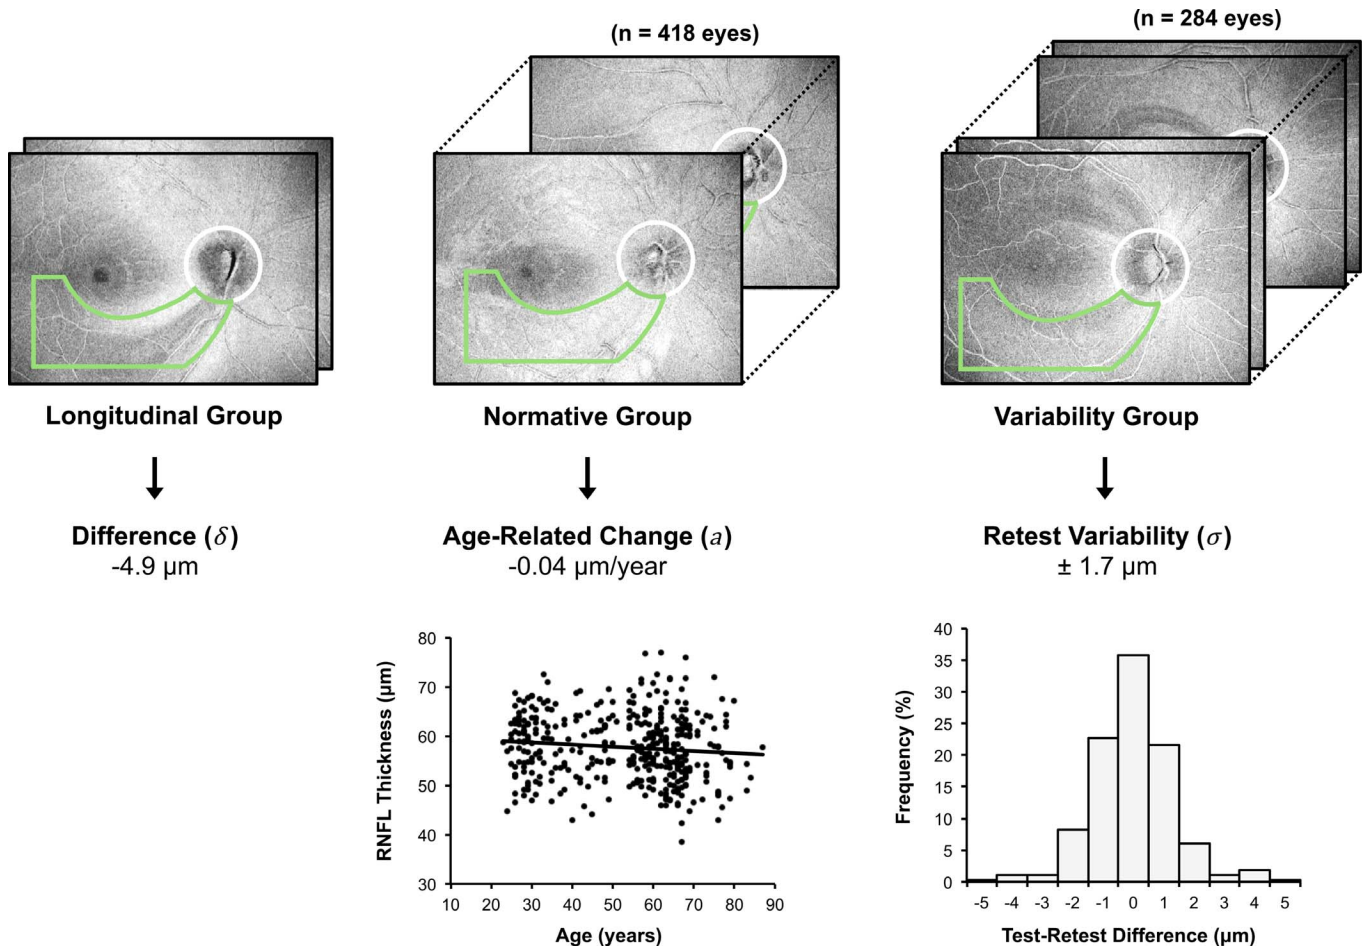 (n = 418 eyes)
(n = 284 eyes)
Longitudinal Group
Normative Group
Variability Group
Difference (δ)
-4.9 µm
Age-Related Change (a)
-0.04 µm/year
Retest Variability (σ)
± 1.7 µm
RNFL Thickness (µm)
80
70
60
50
40
30
10 20 30 40 50 60 70 80 90
Age (years)
Frequency (%)
40
35
30
25
20
15
10
5
0
-5 -4 -3 -2 -1 0 1 2 3 4 5
Test-Retest Difference (µm)